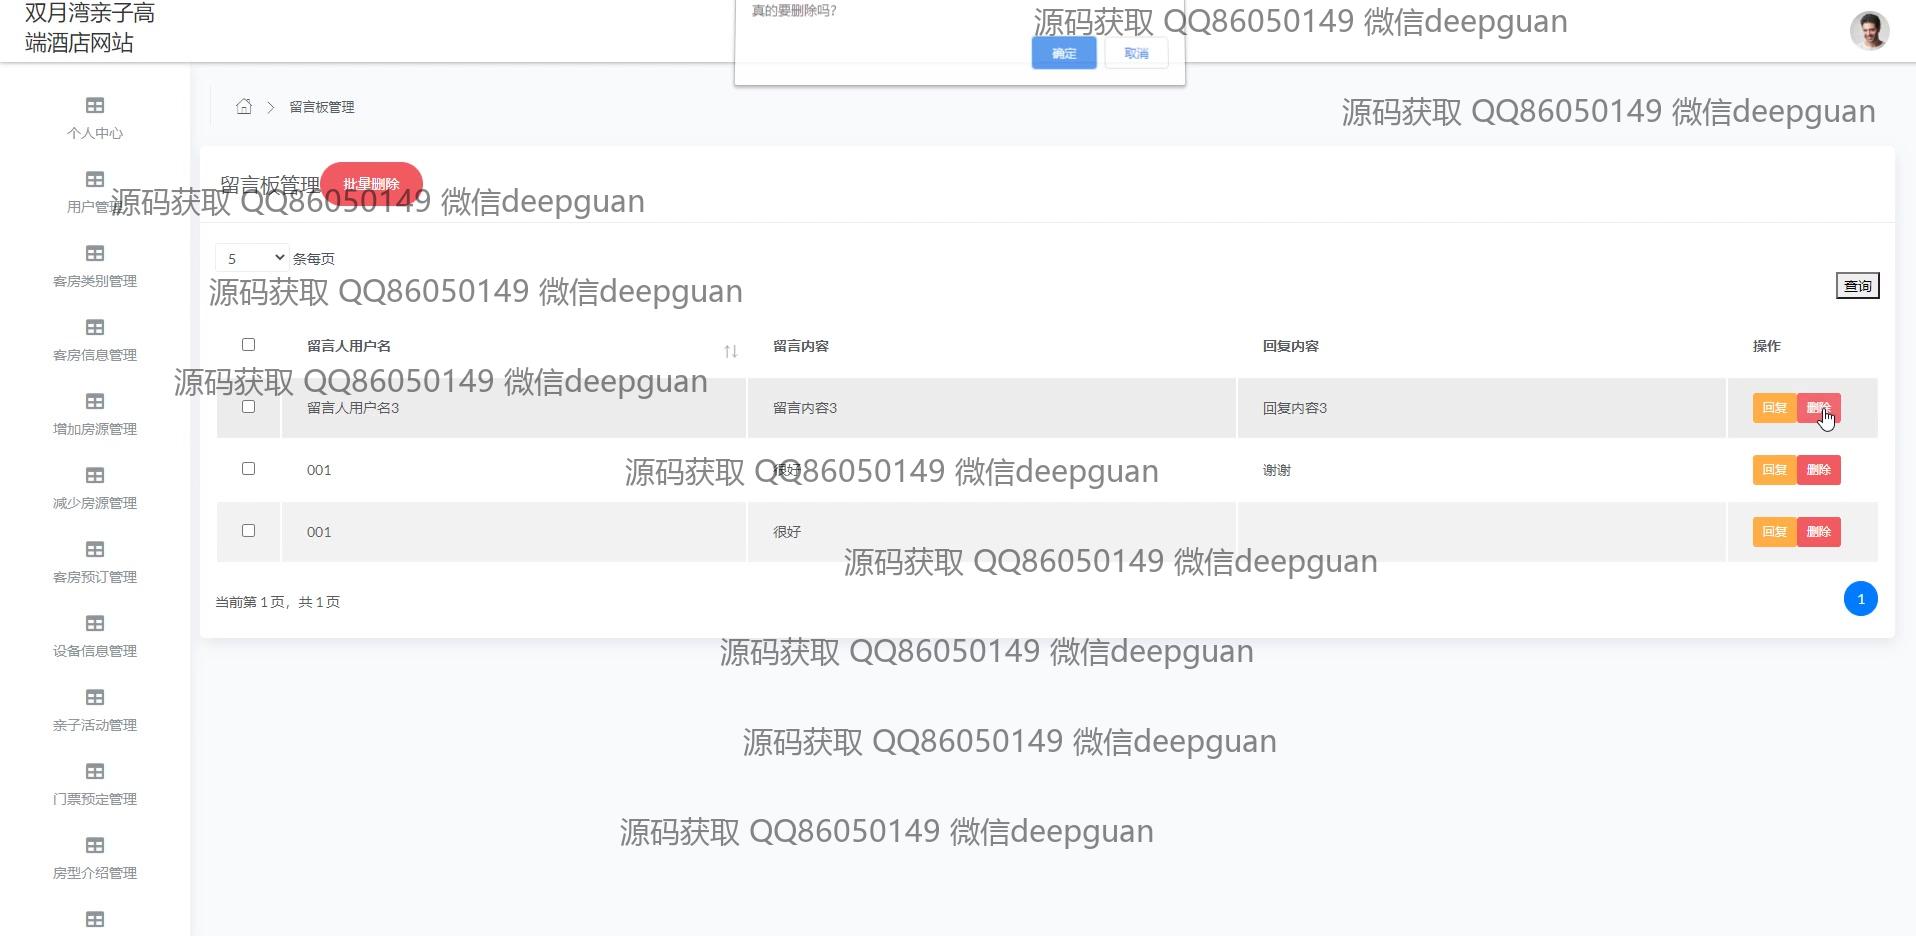 双月湾亲子高
端酒店网站
真的要删除吗?
确定
取消
源码获取 QQ86050149 微信deepguan
留言板管理
源码获取 QQ86050149 微信deepguan
个人中心
用户管理
客房类别管理
客房信息管理
增加房源管理
减少房源管理
客房预订管理
设备信息管理
亲子活动管理
门票预定管理
房型介绍管理
留言板管理
批量删除
源码获取 QQ86050149 微信deepguan
5 条每页
源码获取 QQ86050149 微信deepguan
查询
留言人用户名 留言内容 回复内容 操作
源码获取 QQ86050149 微信deepguan
留言人用户名3 留言内容3 回复内容3 回复 删除
001 很好 谢谢 回复 删除
源码获取 QQ86050149 微信deepguan
001 很好 回复 删除
源码获取 QQ86050149 微信deepguan
当前第 1 页，共 1 页
1
源码获取 QQ86050149 微信deepguan
源码获取 QQ86050149 微信deepguan
源码获取 QQ86050149 微信deepguan